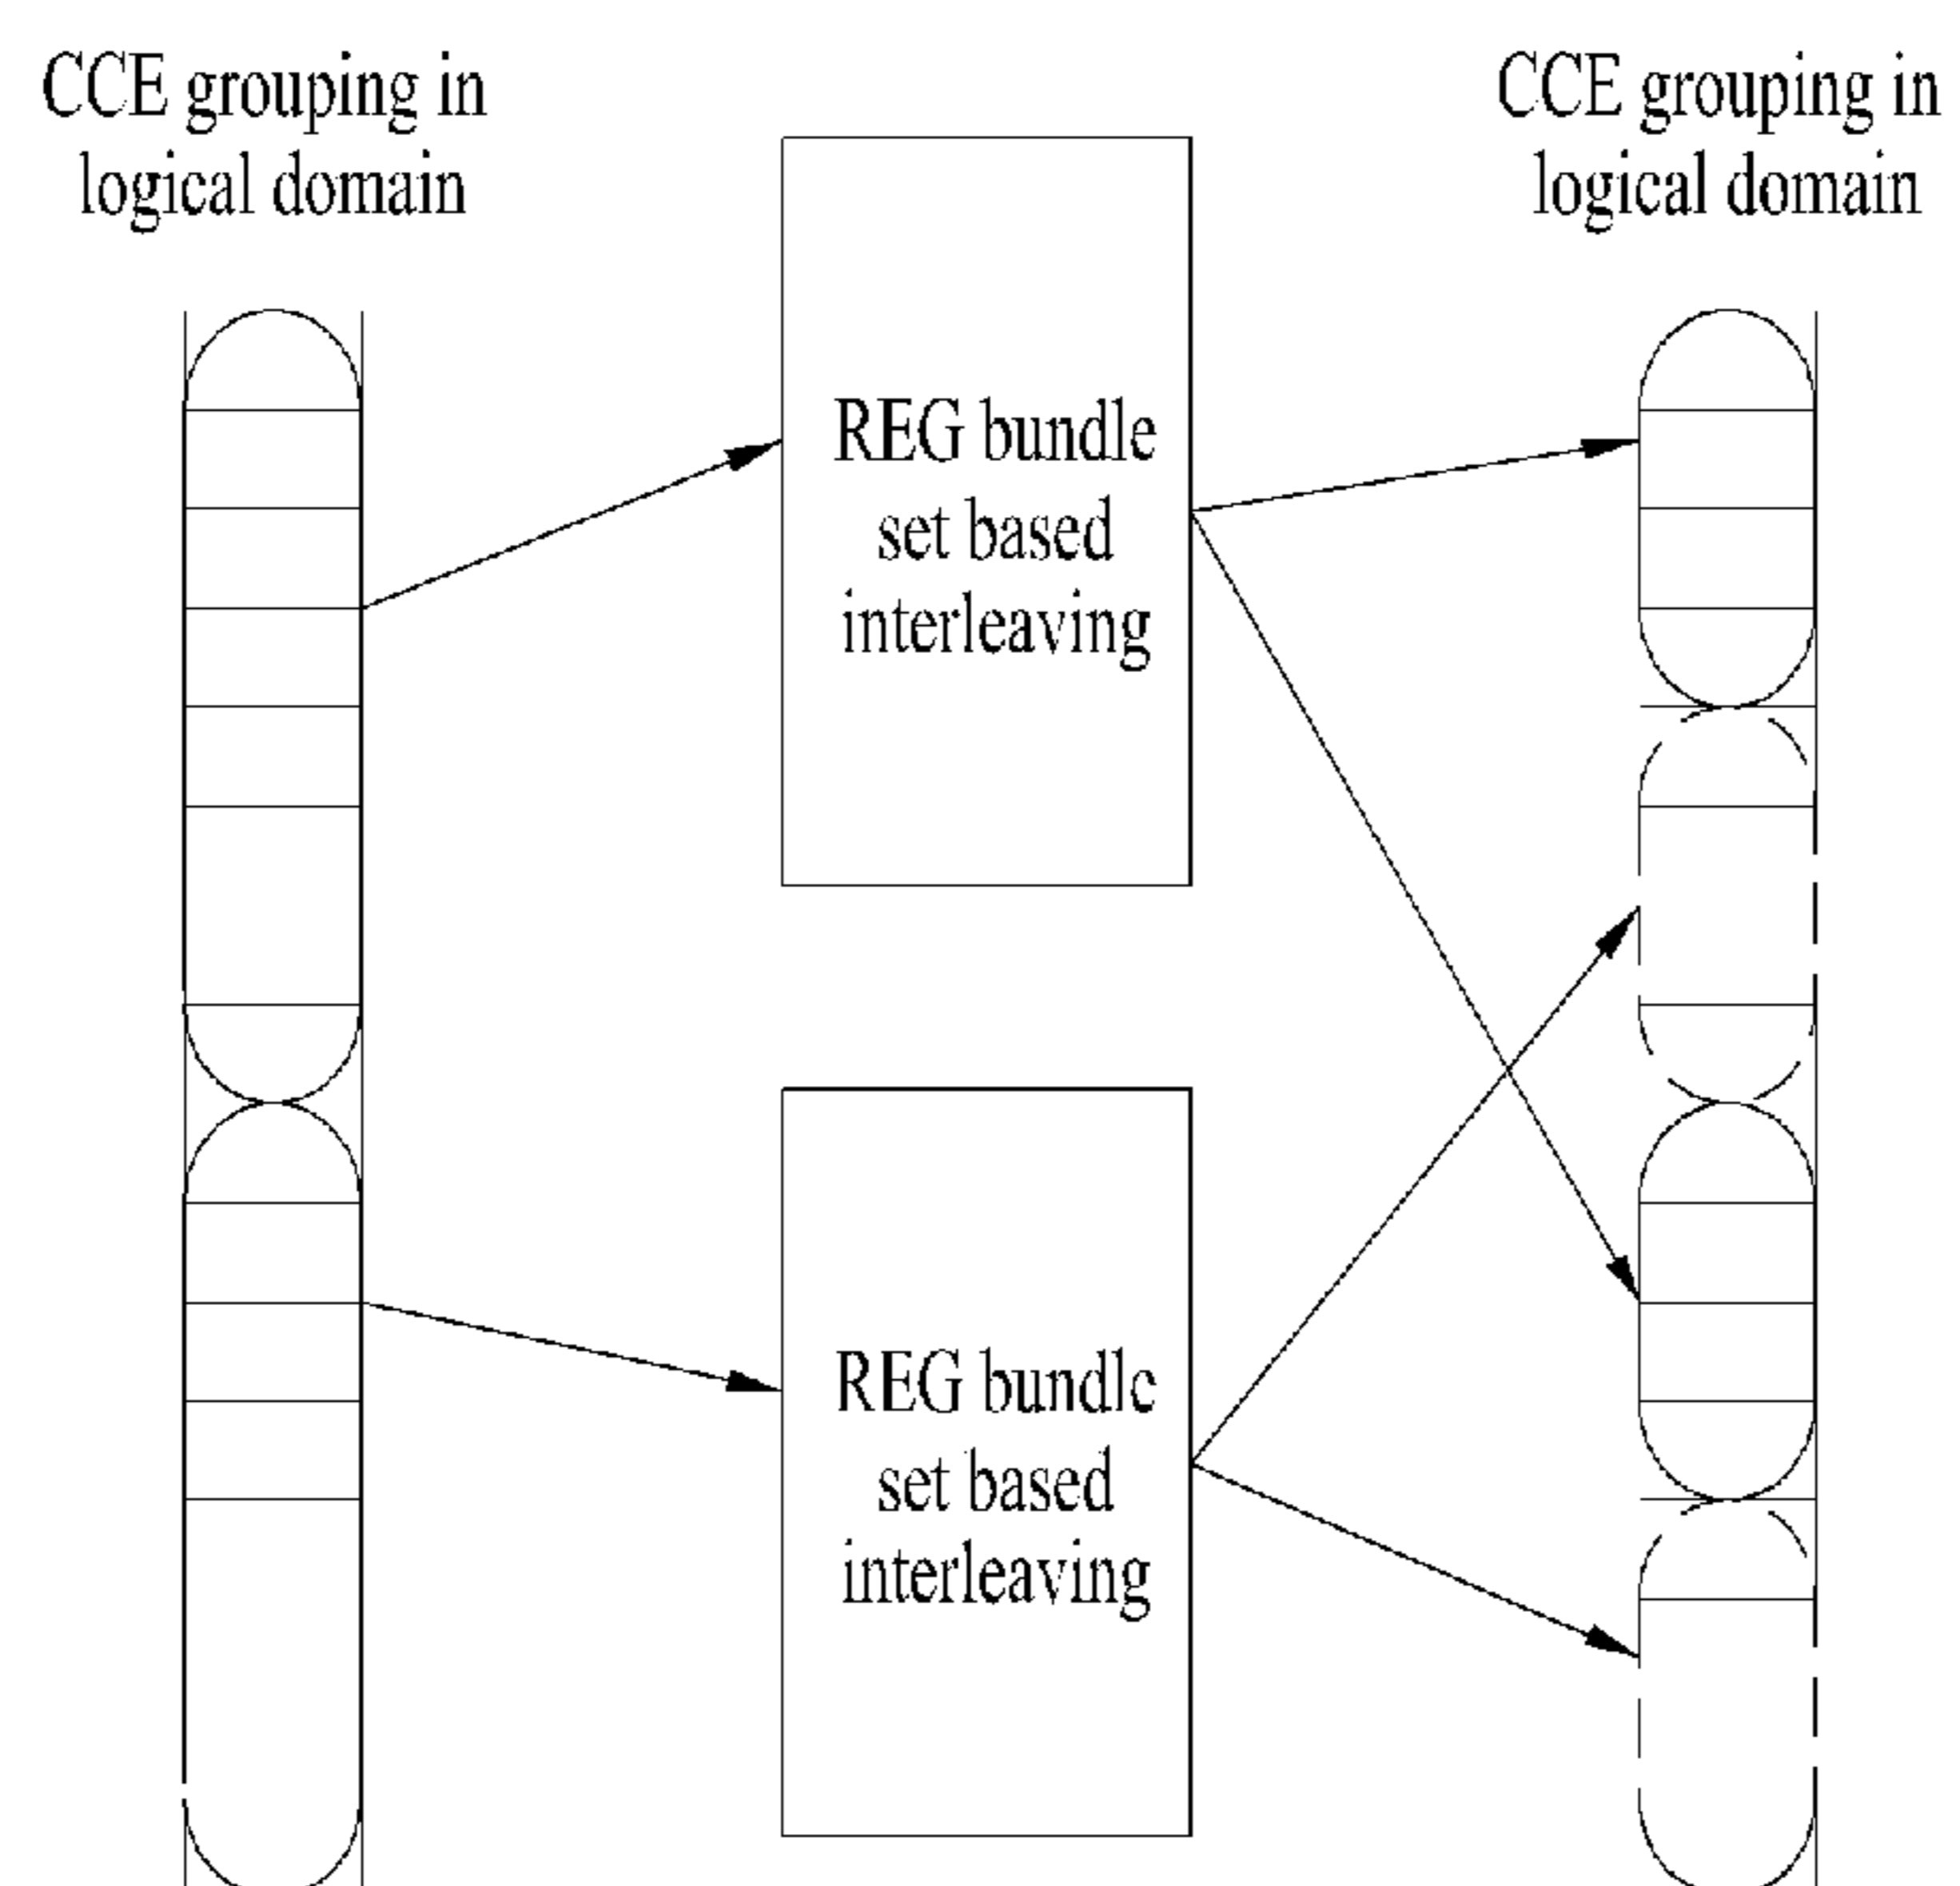 CCE grouping in
logical domain
CCE grouping in
logical domain
REG bundle
set based
interleaving
REG bundle
set based
interleaving